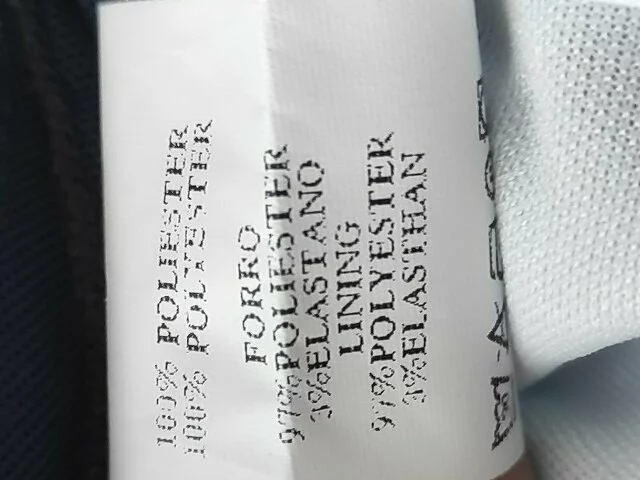 100% POLIESTER
100% POLYESTER
FORRO
97%POLIESTER
3%ELASTANO
LINING
97%POLYESTER
3%ELASTHAN